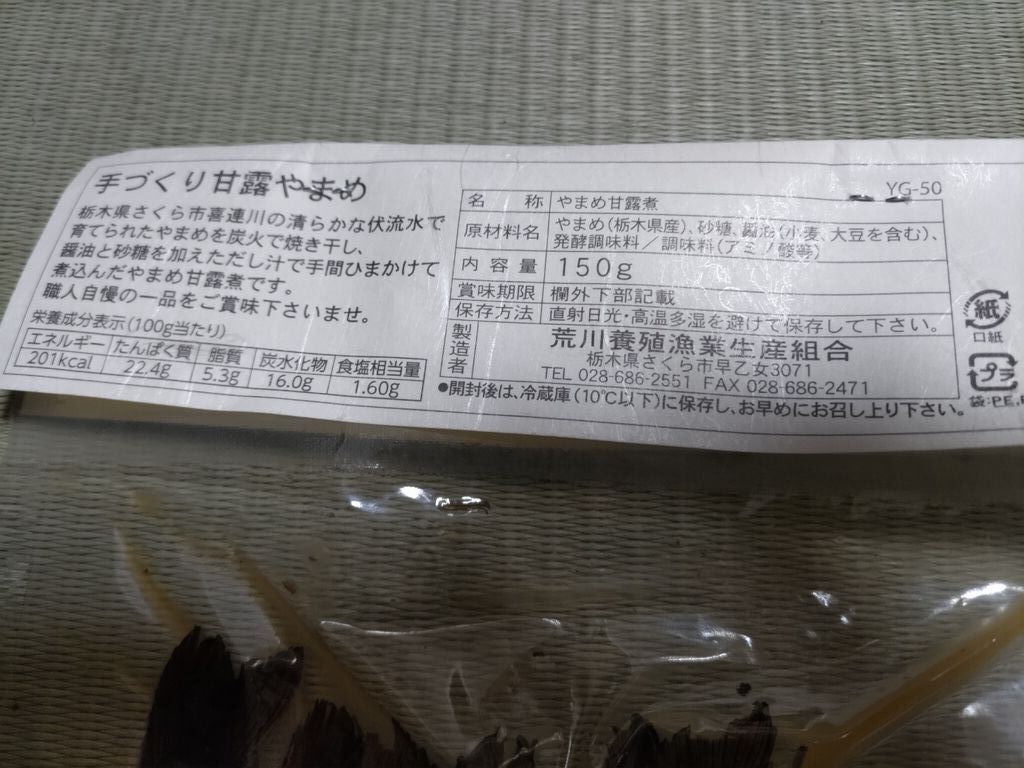 手づくり甘露やまめ
栃木県さくら市喜連川の清らかな伏流水で
育てられたやまめを炭火で焼き干し、
醤油と砂糖を加えただし汁で手間ひまかけて
煮込んだやまめ甘露煮です。
職人自慢の一品をご賞味下さいませ。
栄養成分表示(100g当たり)
エネルギー たんぱく質 脂質 炭水化物 食塩相当量
201kcal 22.4g 5.3g 16.0g 1.60g
YG-50
名 称 やまめ甘露煮
原材料名 やまめ(栃木県産)、砂糖、醤油(小麦、大豆を含む)、
発酵調味料/調味料(アミノ酸等)
内容量 150g
賞味期限 欄外下部記載
保存方法 直射日光・高温多湿を避けて保存して下さい。
製造者 荒川養殖漁業生産組合
栃木県さくら市早乙女3071
TEL 028-686-2551 FAX 028-686-2471
●開封後は、冷蔵庫(10℃以下)に保存し、お早めにお召し上り下さい。
紙
口紙
プラ
袋:PE,